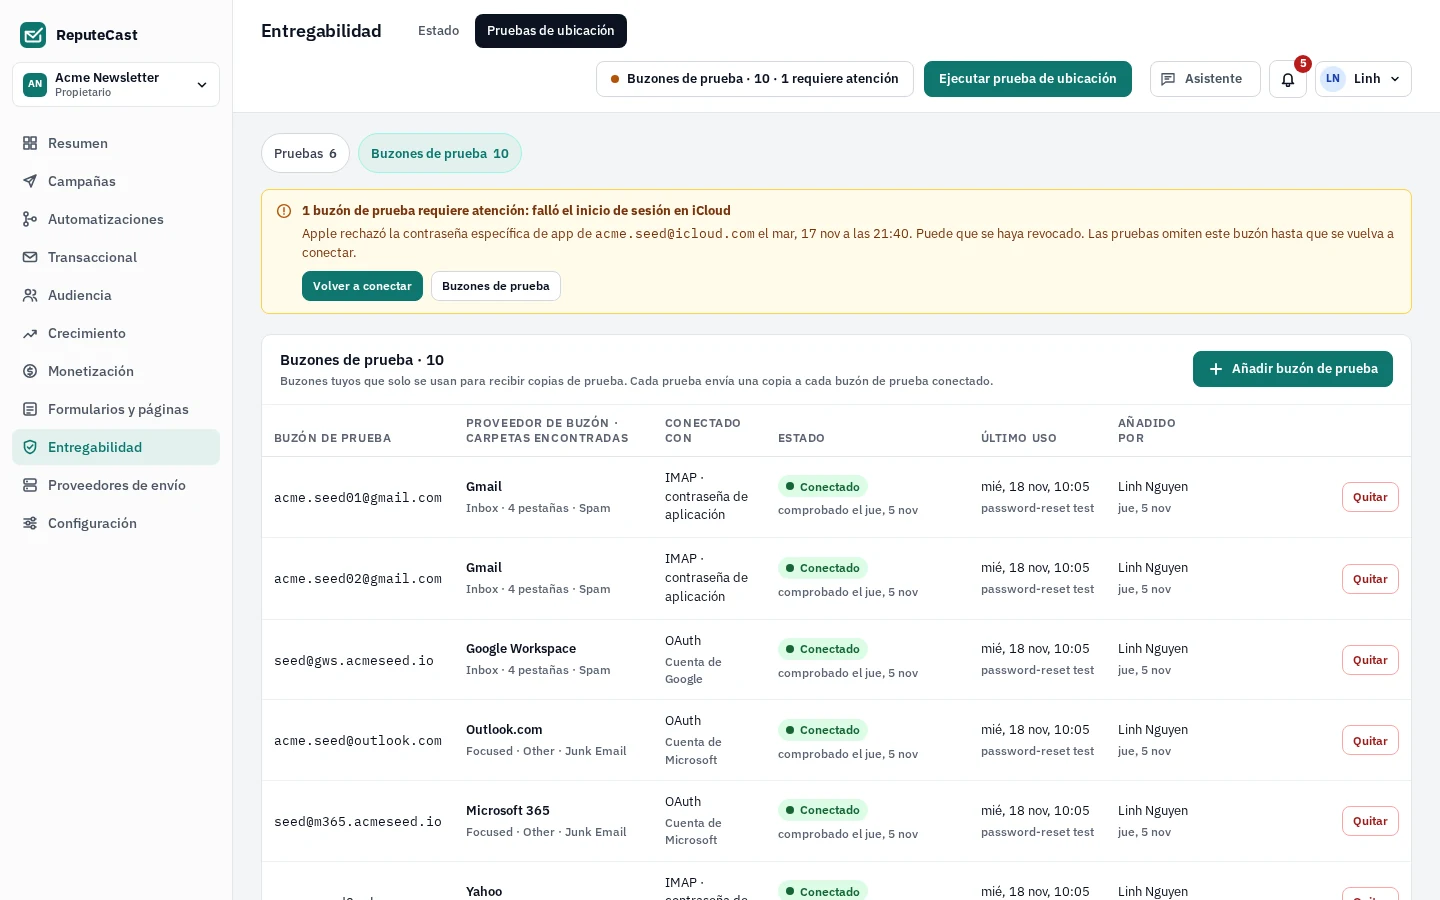 ReputeCast
AN
Acme Newsletter
Propietario
Resumen
Campañas
Automatizaciones
Transaccional
Audiencia
Crecimiento
Monetización
Formularios y páginas
Entregabilidad
Proveedores de envío
Configuración
Entregabilidad
Estado
Pruebas de ubicación
Buzones de prueba · 10 · 1 requiere atención
Ejecutar prueba de ubicación
Asistente
5
LN
Linh
Pruebas 6
Buzones de prueba 10
1 buzón de prueba requiere atención: falló el inicio de sesión en iCloud
Apple rechazó la contraseña específica de app de acme.seed@icloud.com el mar, 17 nov a las 21:40. Puede que se haya revocado. Las pruebas omiten este buzón hasta que se vuelva a
conectar.
Volver a conectar
Buzones de prueba
Buzones de prueba · 10
Buzones tuyos que solo se usan para recibir copias de prueba. Cada prueba envía una copia a cada buzón de prueba conectado.
Añadir buzón de prueba
BUZÓN DE PRUEBA
PROVEEDOR DE BUZÓN ·
CARPETAS ENCONTRADAS
CONECTADO
CON
ESTADO
ÚLTIMO USO
AÑADIDO
POR
acme.seed01@gmail.com
Gmail
Inbox · 4 pestañas · Spam
IMAP ·
contraseña de
aplicación
Conectado
comprobado el jue, 5 nov
mié, 18 nov, 10:05
password-reset test
Linh Nguyen
jue, 5 nov
Quitar
acme.seed02@gmail.com
Gmail
Inbox · 4 pestañas · Spam
IMAP ·
contraseña de
aplicación
Conectado
comprobado el jue, 5 nov
mié, 18 nov, 10:05
password-reset test
Linh Nguyen
jue, 5 nov
Quitar
seed@gws.acmeseed.io
Google Workspace
Inbox · 4 pestañas · Spam
OAuth
Cuenta de
Google
Conectado
comprobado el jue, 5 nov
mié, 18 nov, 10:05
password-reset test
Linh Nguyen
jue, 5 nov
Quitar
acme.seed@outlook.com
Outlook.com
Focused · Other · Junk Email
OAuth
Cuenta de
Microsoft
Conectado
comprobado el jue, 5 nov
mié, 18 nov, 10:05
password-reset test
Linh Nguyen
jue, 5 nov
Quitar
seed@m365.acmeseed.io
Microsoft 365
Focused · Other · Junk Email
OAuth
Cuenta de
Microsoft
Conectado
comprobado el jue, 5 nov
mié, 18 nov, 10:05
password-reset test
Linh Nguyen
jue, 5 nov
Quitar
Yahoo
IMAP ·
Conectado
mié, 18 nov, 10:05
Linh Nguyen